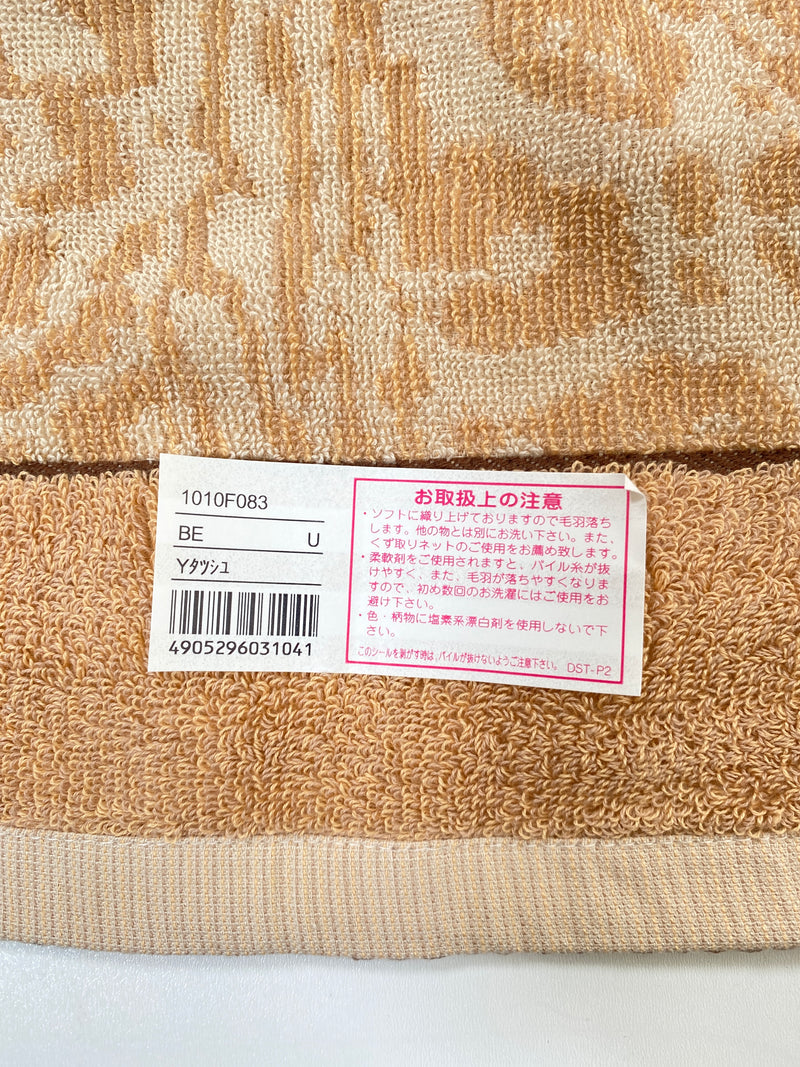 1010F083
BE
U
Yﾀﾂｼﾕ
4905296031041
お取扱上の注意
・ソフトに織り上げておりますので毛羽落ち
します。他の物とは別にお洗い下さい。また、
くず取りネットのご使用をお薦め致します。
・柔軟剤をご使用されますと、パイル糸が抜
けやすく、また、毛羽が落ちやすくなりま
すので、初め数回のお洗濯にはご使用をお
避け下さい。
・色・柄物に塩素系漂白剤を使用しないで下
さい。
このシールを剥がす時は、パイルが抜けないようご注意下さい。 DST-P2